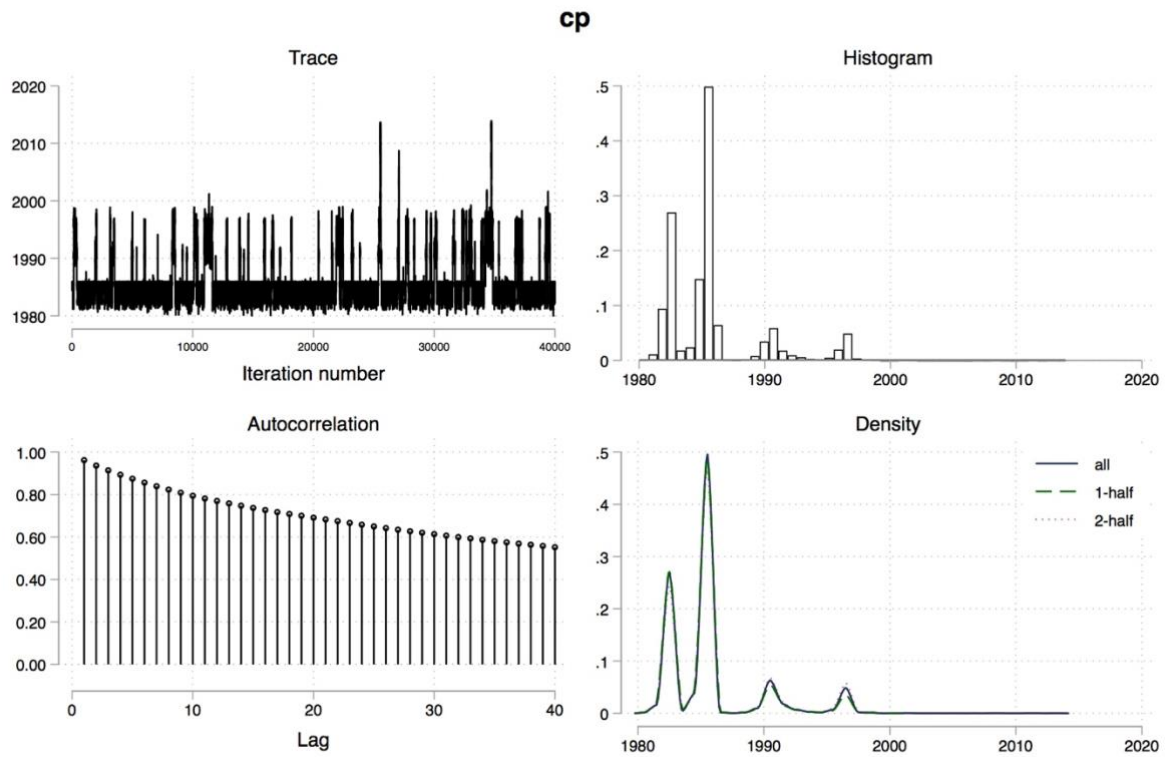 cp
Trace
2020
2010
2000
1990
1980
0 10000 20000 30000 40000
Iteration number
Histogram
.5
.4
.3
.2
.1
0
1980 1990 2000 2010 2020
Autocorrelation
1.00
0.80
0.60
0.40
0.20
0.00
0 10 20 30 40
Lag
Density
.5
.4
.3
.2
.1
0
all
1-half
2-half
1980 1990 2000 2010 2020